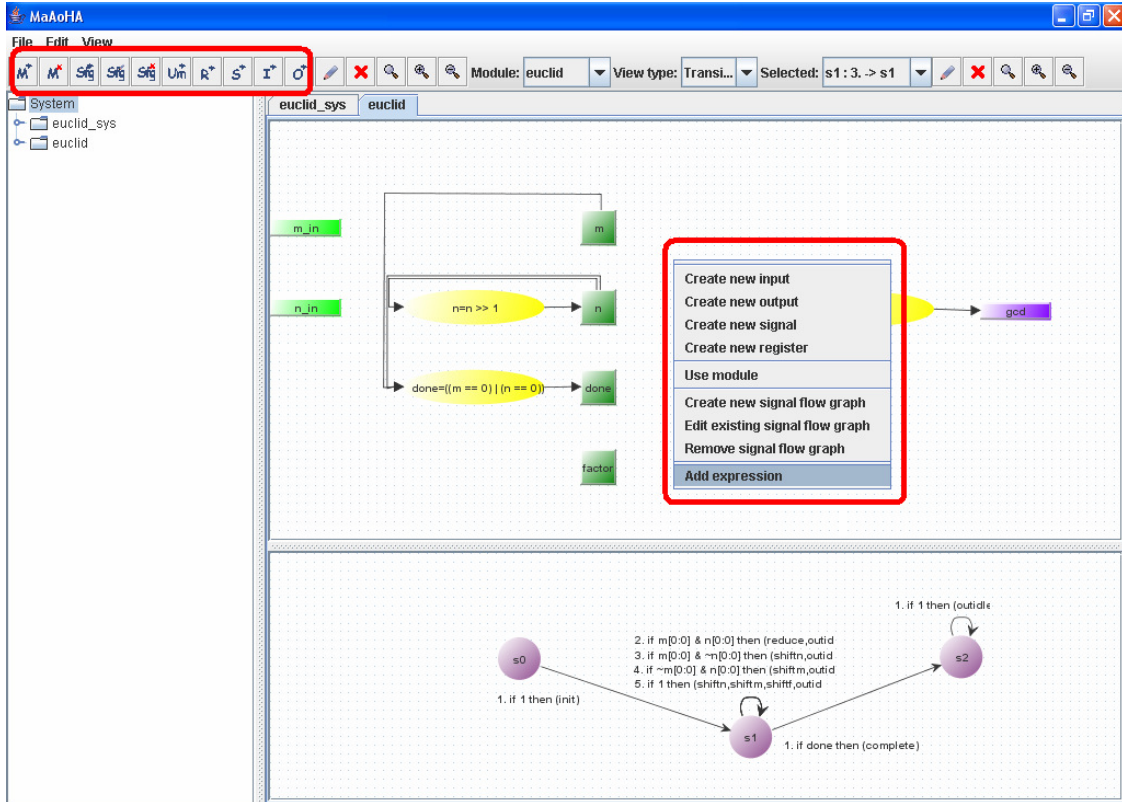 MaAoHA
File Edit View
M+ Mx Sfg+ Sfg Sfgx Um R+ S+ I+ O+ Module: euclid View type: Transi... Selected: s1 : 3. -> s1
System
euclid_sys
euclid
euclid_sys euclid
m_in
m
n_in
n=n >> 1
n
gcd
done=((m == 0) | (n == 0))
done
factor
Create new input
Create new output
Create new signal
Create new register
Use module
Create new signal flow graph
Edit existing signal flow graph
Remove signal flow graph
Add expression
1. if 1 then (outidle
2. if m[0:0] & n[0:0] then (reduce,outid
3. if m[0:0] & ~n[0:0] then (shiftn,outid
4. if ~m[0:0] & n[0:0] then (shiftm,outid
5. if 1 then (shiftn,shiftm,shiftf,outid
s0
s2
1. if 1 then (init)
s1
1. if done then (complete)